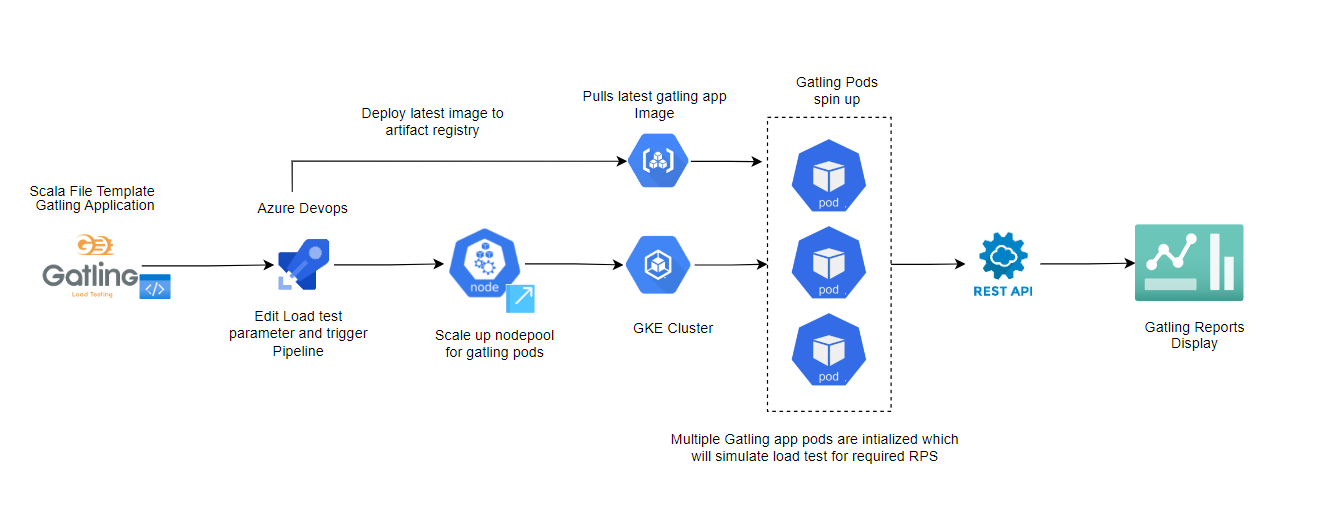 Gatling Pods
spin up
Pulls latest gatling app
Image
Deploy latest image to
artifact registry
pod
Scala File Template
Gatling Application
Azure Devops
Gatling
Load Testing
</>
node
pod
REST API
Edit Load test
parameter and trigger
Pipeline
Scale up nodepool
for gatling pods
GKE Cluster
pod
Gatling Reports
Display
Multiple Gatling app pods are intialized which
will simulate load test for required RPS